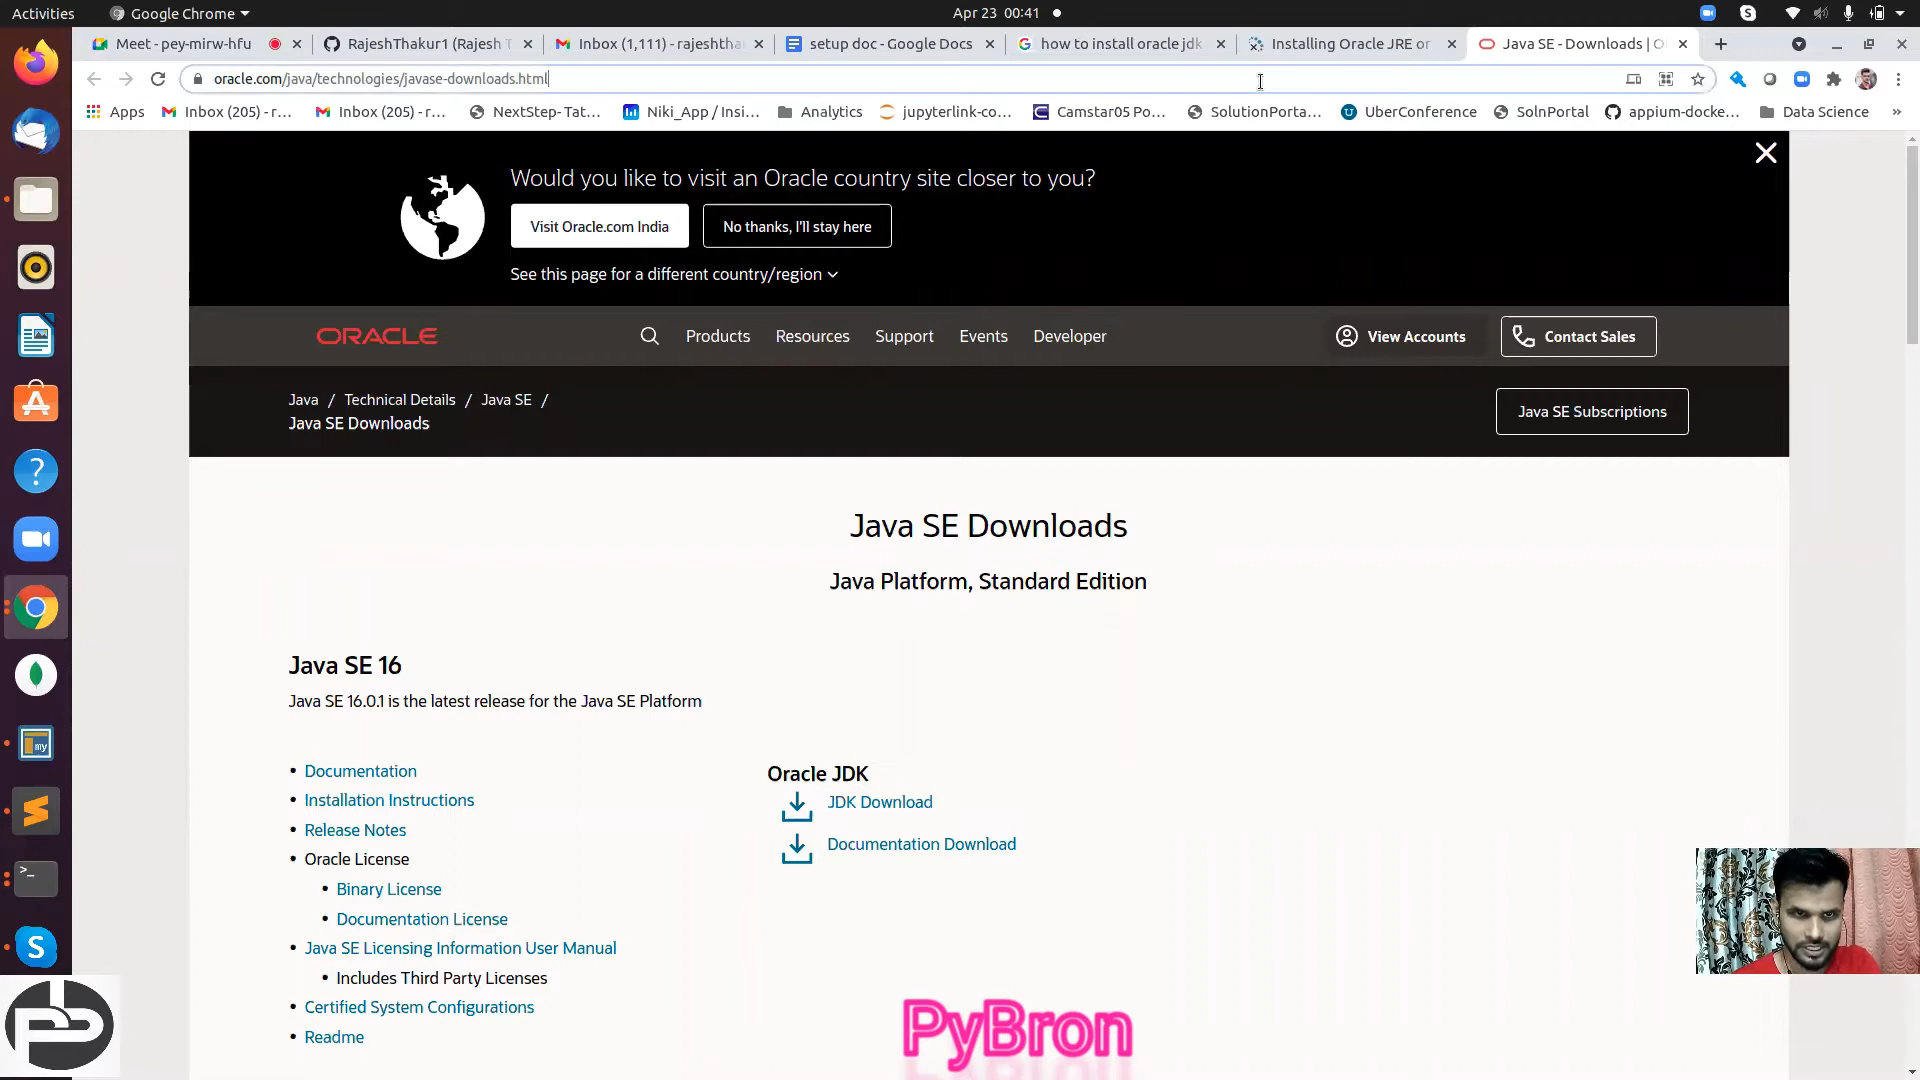 Activities
Google Chrome
Apr 23 00:41
Meet - pey-mirw-hfu
RajeshThakur1 (Rajesh T
Inbox (1,111) - rajeshtha
setup doc - Google Docs
how to install oracle jdk
Installing Oracle JRE or
Java SE - Downloads | O
oracle.com/java/technologies/javase-downloads.html
Apps
Inbox (205) - r...
Inbox (205) - r...
NextStep- Tat...
Niki_App / Insi...
Analytics
jupyterlink-co...
Camstar05 Po...
SolutionPorta...
UberConference
SolnPortal
appium-docke...
Data Science
»
Would you like to visit an Oracle country site closer to you?
Visit Oracle.com India
No thanks, I'll stay here
See this page for a different country/region
ORACLE
Products
Resources
Support
Events
Developer
View Accounts
Contact Sales
Java / Technical Details / Java SE /
Java SE Downloads
Java SE Subscriptions
Java SE Downloads
Java Platform, Standard Edition
Java SE 16
Java SE 16.0.1 is the latest release for the Java SE Platform
• Documentation
• Installation Instructions
• Release Notes
• Oracle License
• Binary License
• Documentation License
• Java SE Licensing Information User Manual
• Includes Third Party Licenses
• Certified System Configurations
• Readme
Oracle JDK
JDK Download
Documentation Download
PyBron